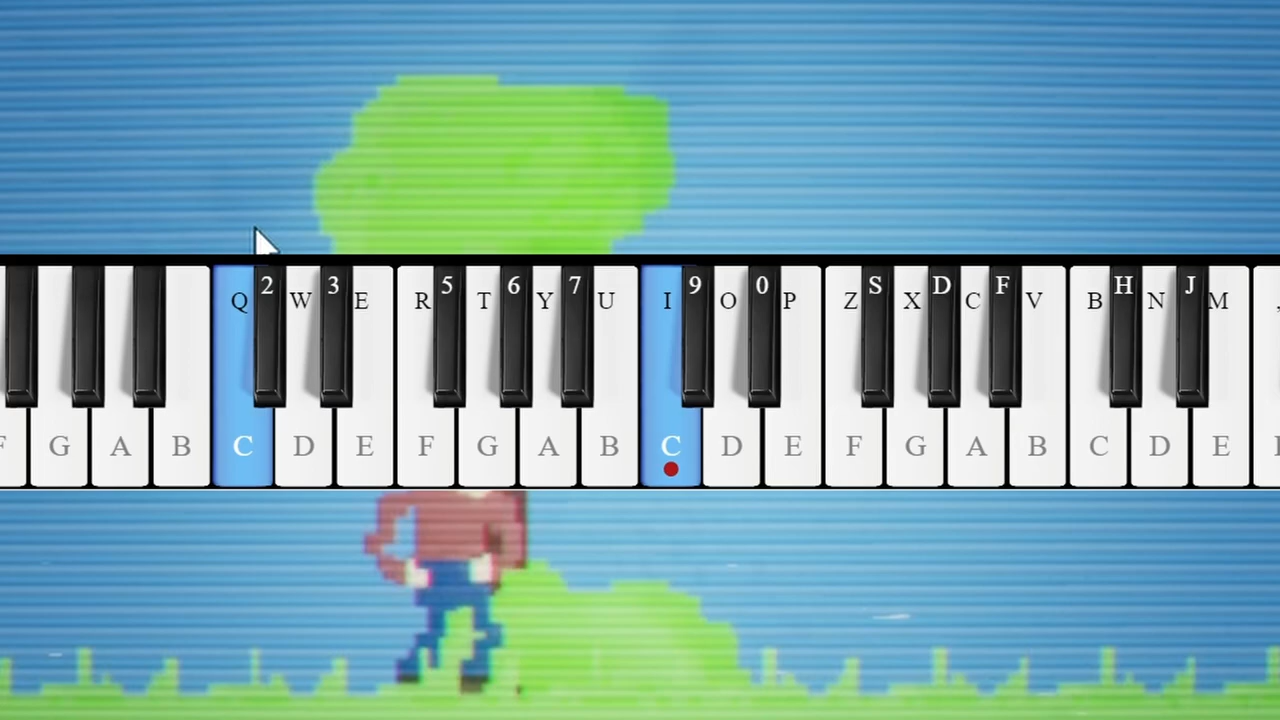 2 3 5 6 7 9 0 S D F H J
Q W E R T Y U I O P Z X C V B N M ,
F G A B C D E F G A B C D E F G A B C D E